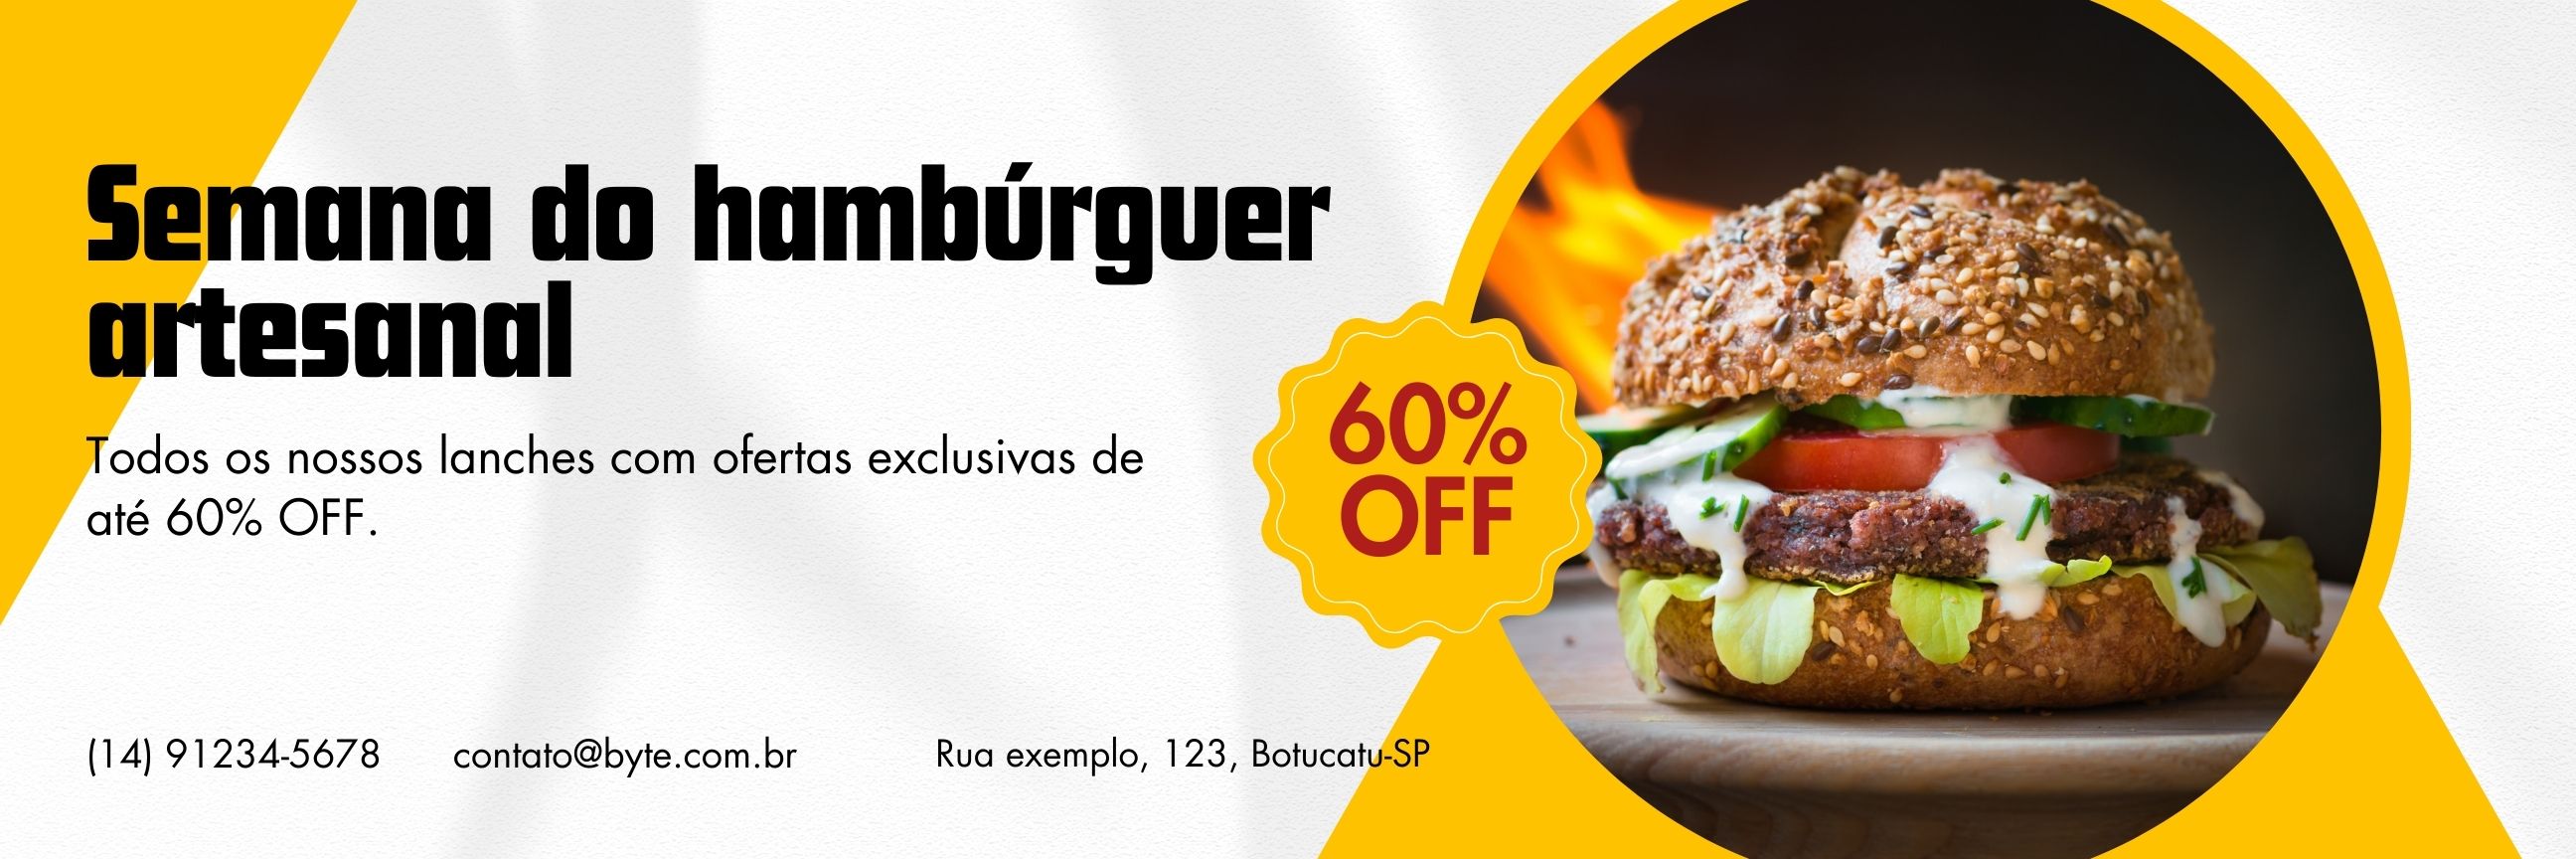 Semana do hambúrguer
artesanal
Todos os nossos lanches com ofertas exclusivas de
até 60% OFF.
60%
OFF
(14) 91234-5678
contato@byte.com.br
Rua exemplo, 123, Botucatu-SP